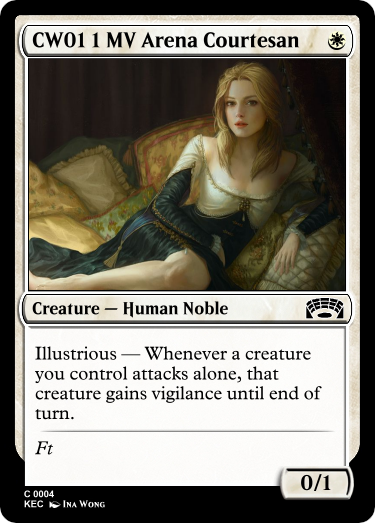 CW01 1 MV Arena Courtesan
Creature — Human Noble
Illustrious — Whenever a creature
you control attacks alone, that
creature gains vigilance until end of
turn.
Ft
0/1
C 0004
KEC Ina Wong